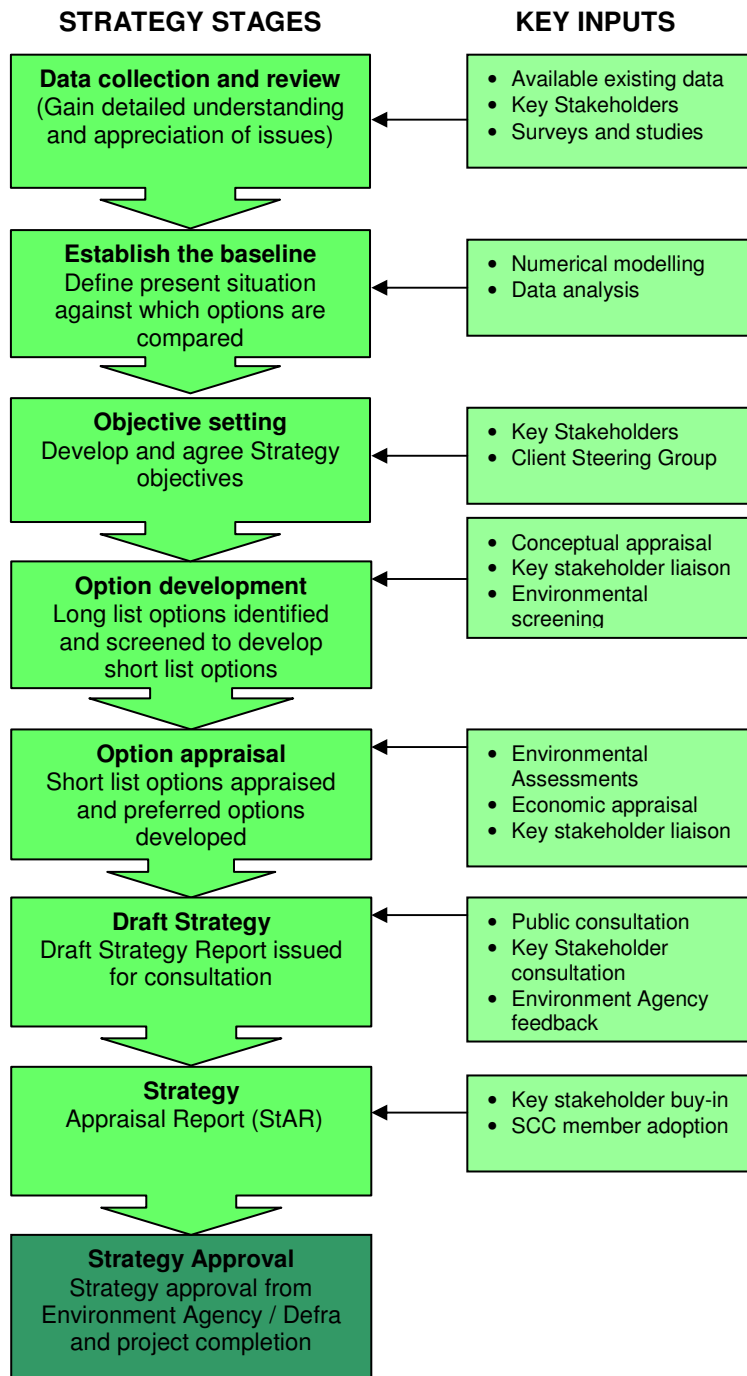 STRATEGY STAGES
KEY INPUTS
Data collection and review
(Gain detailed understanding
and appreciation of issues)
• Available existing data
• Key Stakeholders
• Surveys and studies
Establish the baseline
Define present situation
against which options are
compared
• Numerical modelling
• Data analysis
Objective setting
Develop and agree Strategy
objectives
• Key Stakeholders
• Client Steering Group
Option development
Long list options identified
and screened to develop
short list options
• Conceptual appraisal
• Key stakeholder liaison
• Environmental
screening
Option appraisal
Short list options appraised
and preferred options
developed
• Environmental
Assessments
• Economic appraisal
• Key stakeholder liaison
Draft Strategy
Draft Strategy Report issued
for consultation
• Public consultation
• Key Stakeholder
consultation
• Environment Agency
feedback
Strategy
Appraisal Report (StAR)
• Key stakeholder buy-in
• SCC member adoption
Strategy Approval
Strategy approval from
Environment Agency / Defra
and project completion